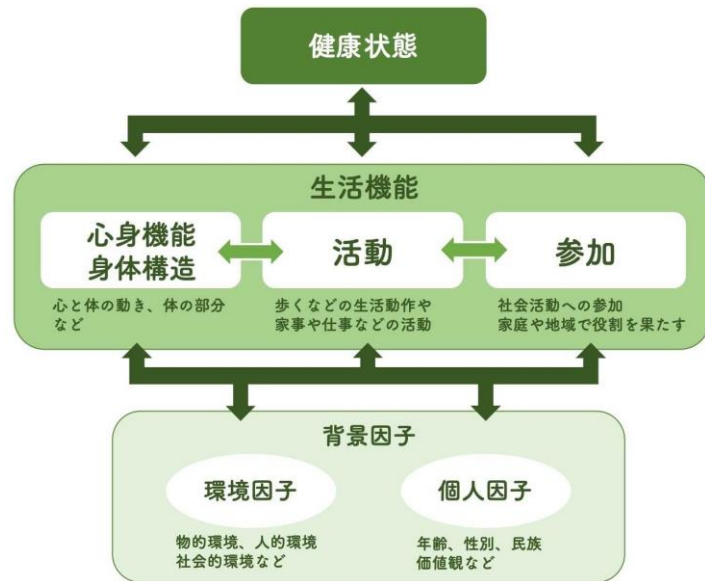 健康状態
生活機能
心身機能
身体構造
活動
参加
心と体の動き、体の部分
など
歩くなどの生活動作や
家事や仕事などの活動
社会活動への参加
家庭や地域で役割を果たす
背景因子
環境因子
個人因子
物的環境、人的環境
社会的環境など
年齢、性別、民族
価値観など